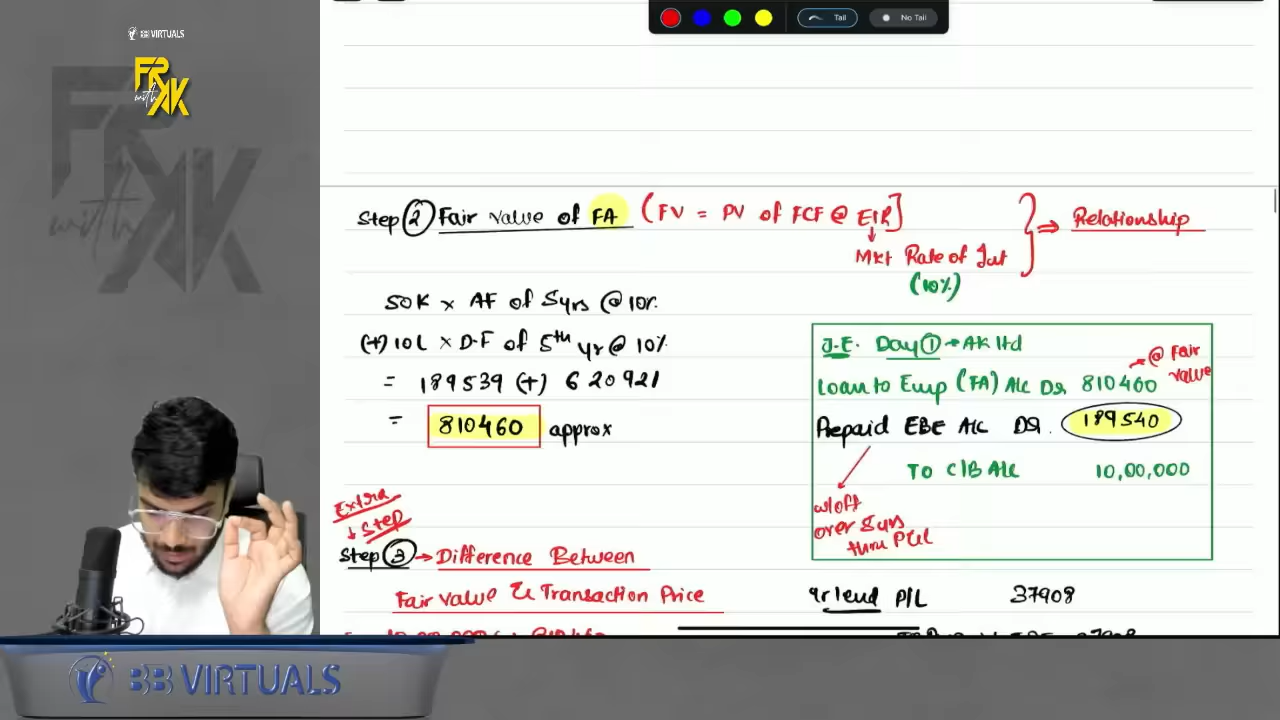 BB VIRTUALS
FR
with
KK
Tail
No Tail
Step ② Fair Value of FA (FV = PV of FCF @ EIR]
Mkt Rate of Int
(10%)
⇒ Relationship
50K × AF of 5yrs @ 10%
(+) 10L × D.F of 5th yr @ 10%
= 189539 (+) 620921
= 810460 approx
J.E. Day ① → AK ltd
Loan to Emp (FA) A/c Dr. 810460
@ Fair Value
Prepaid EBE A/c Dr. 189540
To C/B A/c 10,00,000
w/off
over 5yrs
thru P&L
Extra
↓ Step
Step ③ → Difference Between
Fair value & Transaction Price
yr lend P/L 37908
BB VIRTUALS